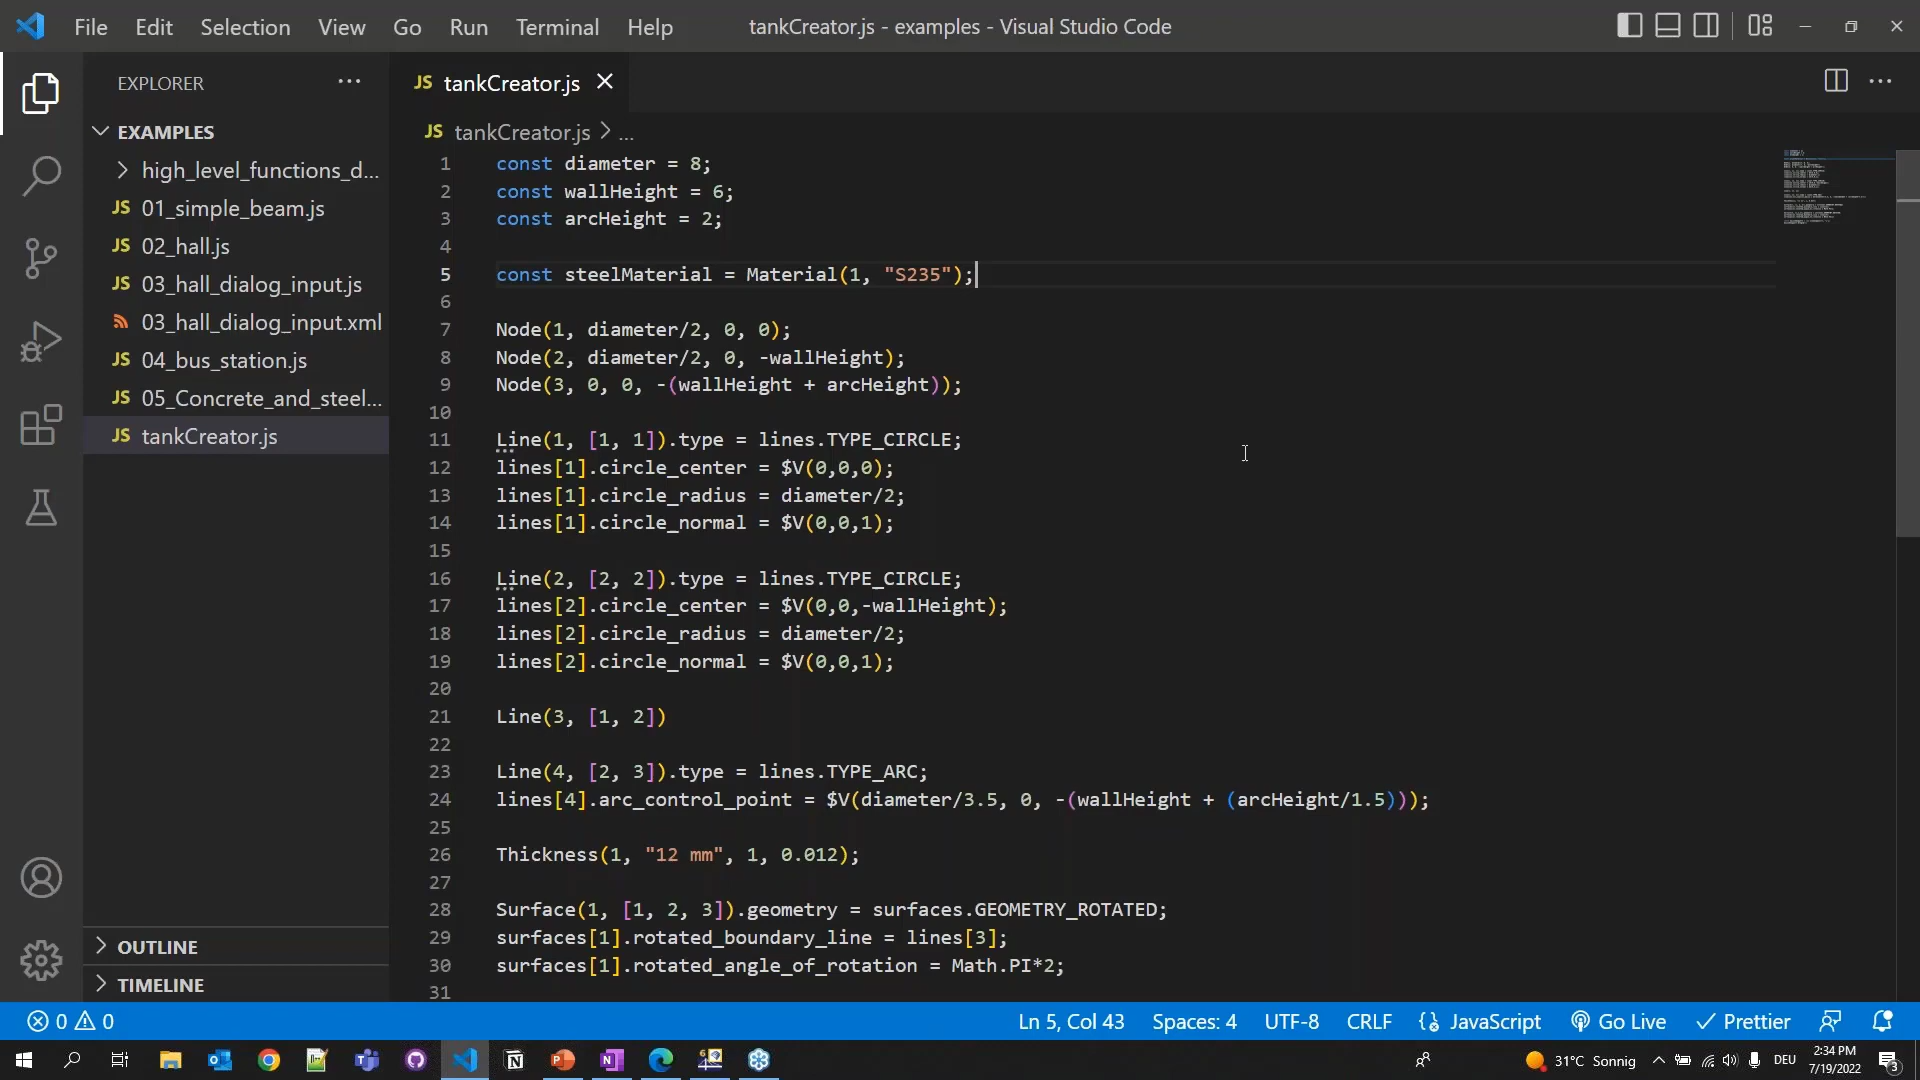 File Edit Selection View Go Run Terminal Help tankCreator.js - examples - Visual Studio Code
EXPLORER
EXAMPLES
high_level_functions_d...
JS 01_simple_beam.js
JS 02_hall.js
JS 03_hall_dialog_input.js
03_hall_dialog_input.xml
JS 04_bus_station.js
JS 05_Concrete_and_steel...
JS tankCreator.js
OUTLINE
TIMELINE
JS tankCreator.js
JS tankCreator.js > ...
1 const diameter = 8;
2 const wallHeight = 6;
3 const arcHeight = 2;
4
5 const steelMaterial = Material(1, "S235");
6
7 Node(1, diameter/2, 0, 0);
8 Node(2, diameter/2, 0, -wallHeight);
9 Node(3, 0, 0, -(wallHeight + arcHeight));
10
11 Line(1, [1, 1]).type = lines.TYPE_CIRCLE;
12 lines[1].circle_center = $V(0,0,0);
13 lines[1].circle_radius = diameter/2;
14 lines[1].circle_normal = $V(0,0,1);
15
16 Line(2, [2, 2]).type = lines.TYPE_CIRCLE;
17 lines[2].circle_center = $V(0,0,-wallHeight);
18 lines[2].circle_radius = diameter/2;
19 lines[2].circle_normal = $V(0,0,1);
20
21 Line(3, [1, 2])
22
23 Line(4, [2, 3]).type = lines.TYPE_ARC;
24 lines[4].arc_control_point = $V(diameter/3.5, 0, -(wallHeight + (arcHeight/1.5)));
25
26 Thickness(1, "12 mm", 1, 0.012);
27
28 Surface(1, [1, 2, 3]).geometry = surfaces.GEOMETRY_ROTATED;
29 surfaces[1].rotated_boundary_line = lines[3];
30 surfaces[1].rotated_angle_of_rotation = Math.PI*2;
31
0 0 Ln 5, Col 43 Spaces: 4 UTF-8 CRLF JavaScript Go Live Prettier
31°C Sonnig DEU 2:34 PM
7/19/2022 3